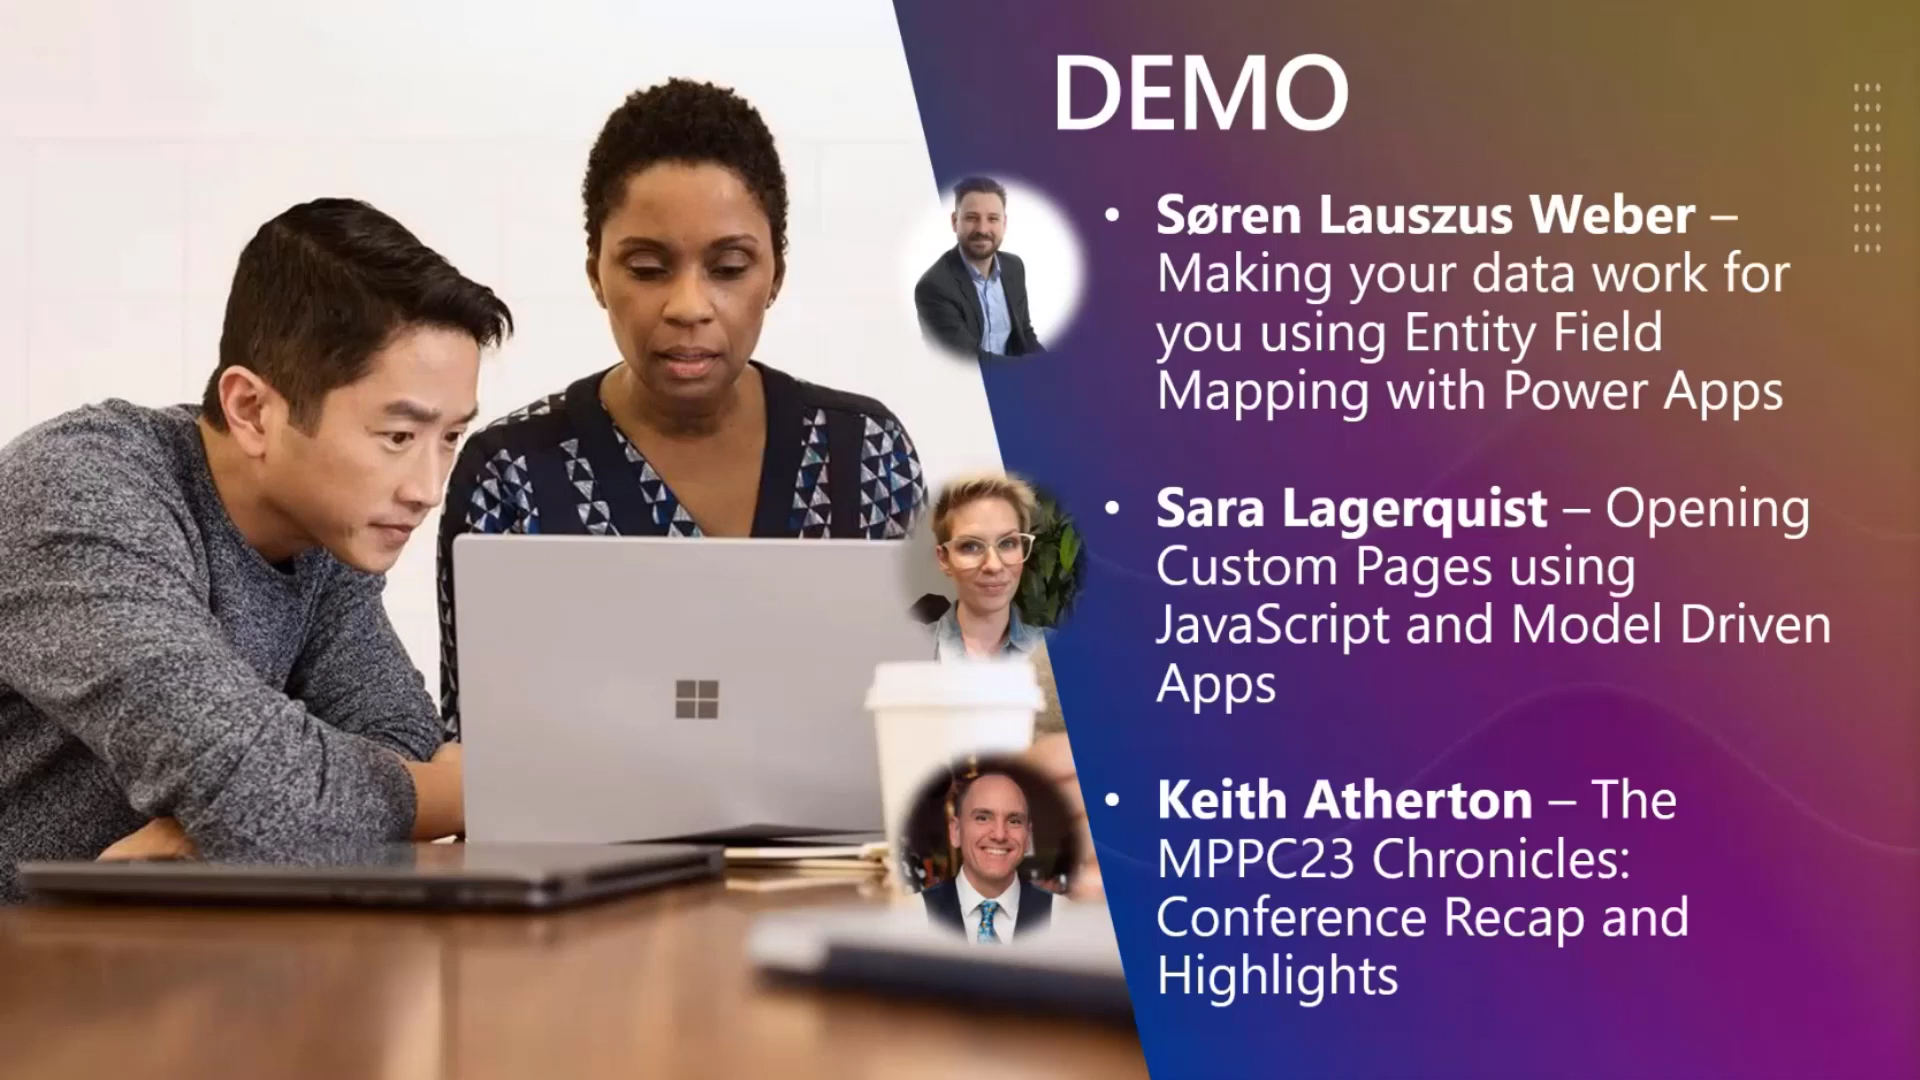 DEMO
• Søren Lauszus Weber –
Making your data work for
you using Entity Field
Mapping with Power Apps
• Sara Lagerquist – Opening
Custom Pages using
JavaScript and Model Driven
Apps
• Keith Atherton – The
MPPC23 Chronicles:
Conference Recap and
Highlights